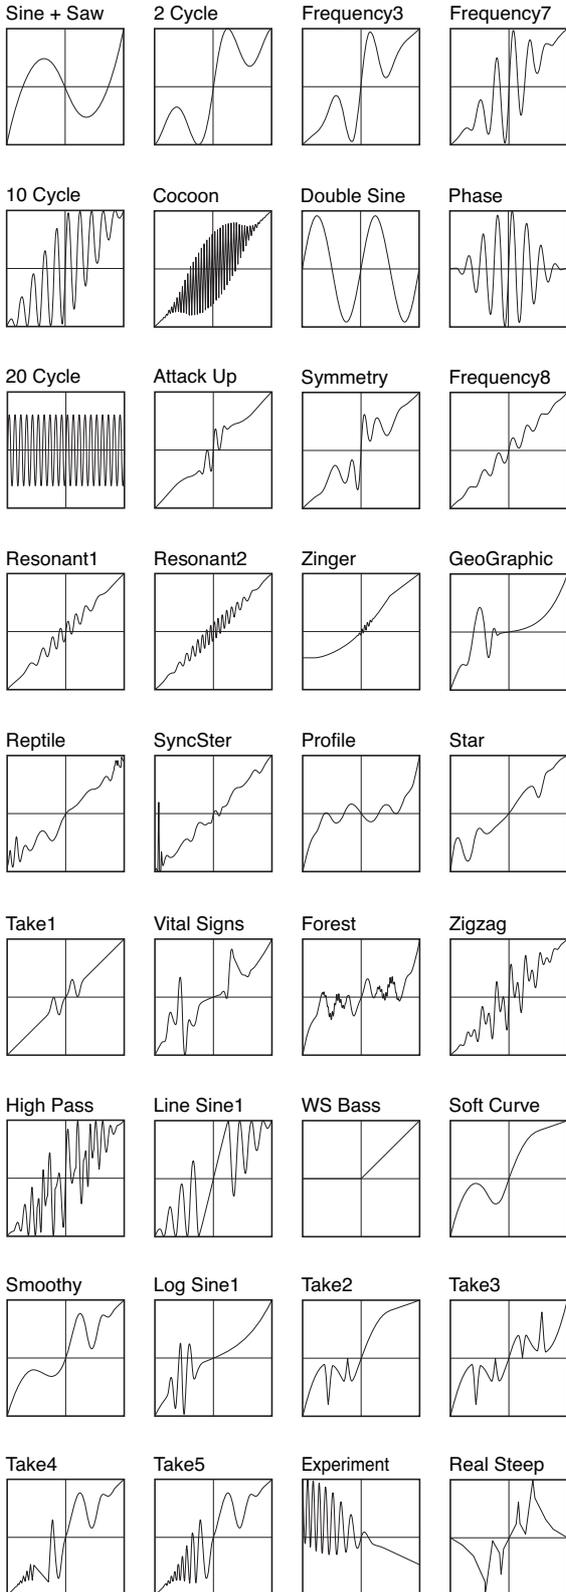 Sine + Saw 2 Cycle Frequency3 Frequency7
10 Cycle Cocoon Double Sine Phase
20 Cycle Attack Up Symmetry Frequency8
Resonant1 Resonant2 Zinger GeoGraphic
Reptile SyncSter Profile Star
Take1 Vital Signs Forest Zigzag
High Pass Line Sine1 WS Bass Soft Curve
Smoothy Log Sine1 Take2 Take3
Take4 Take5 Experiment Real Steep